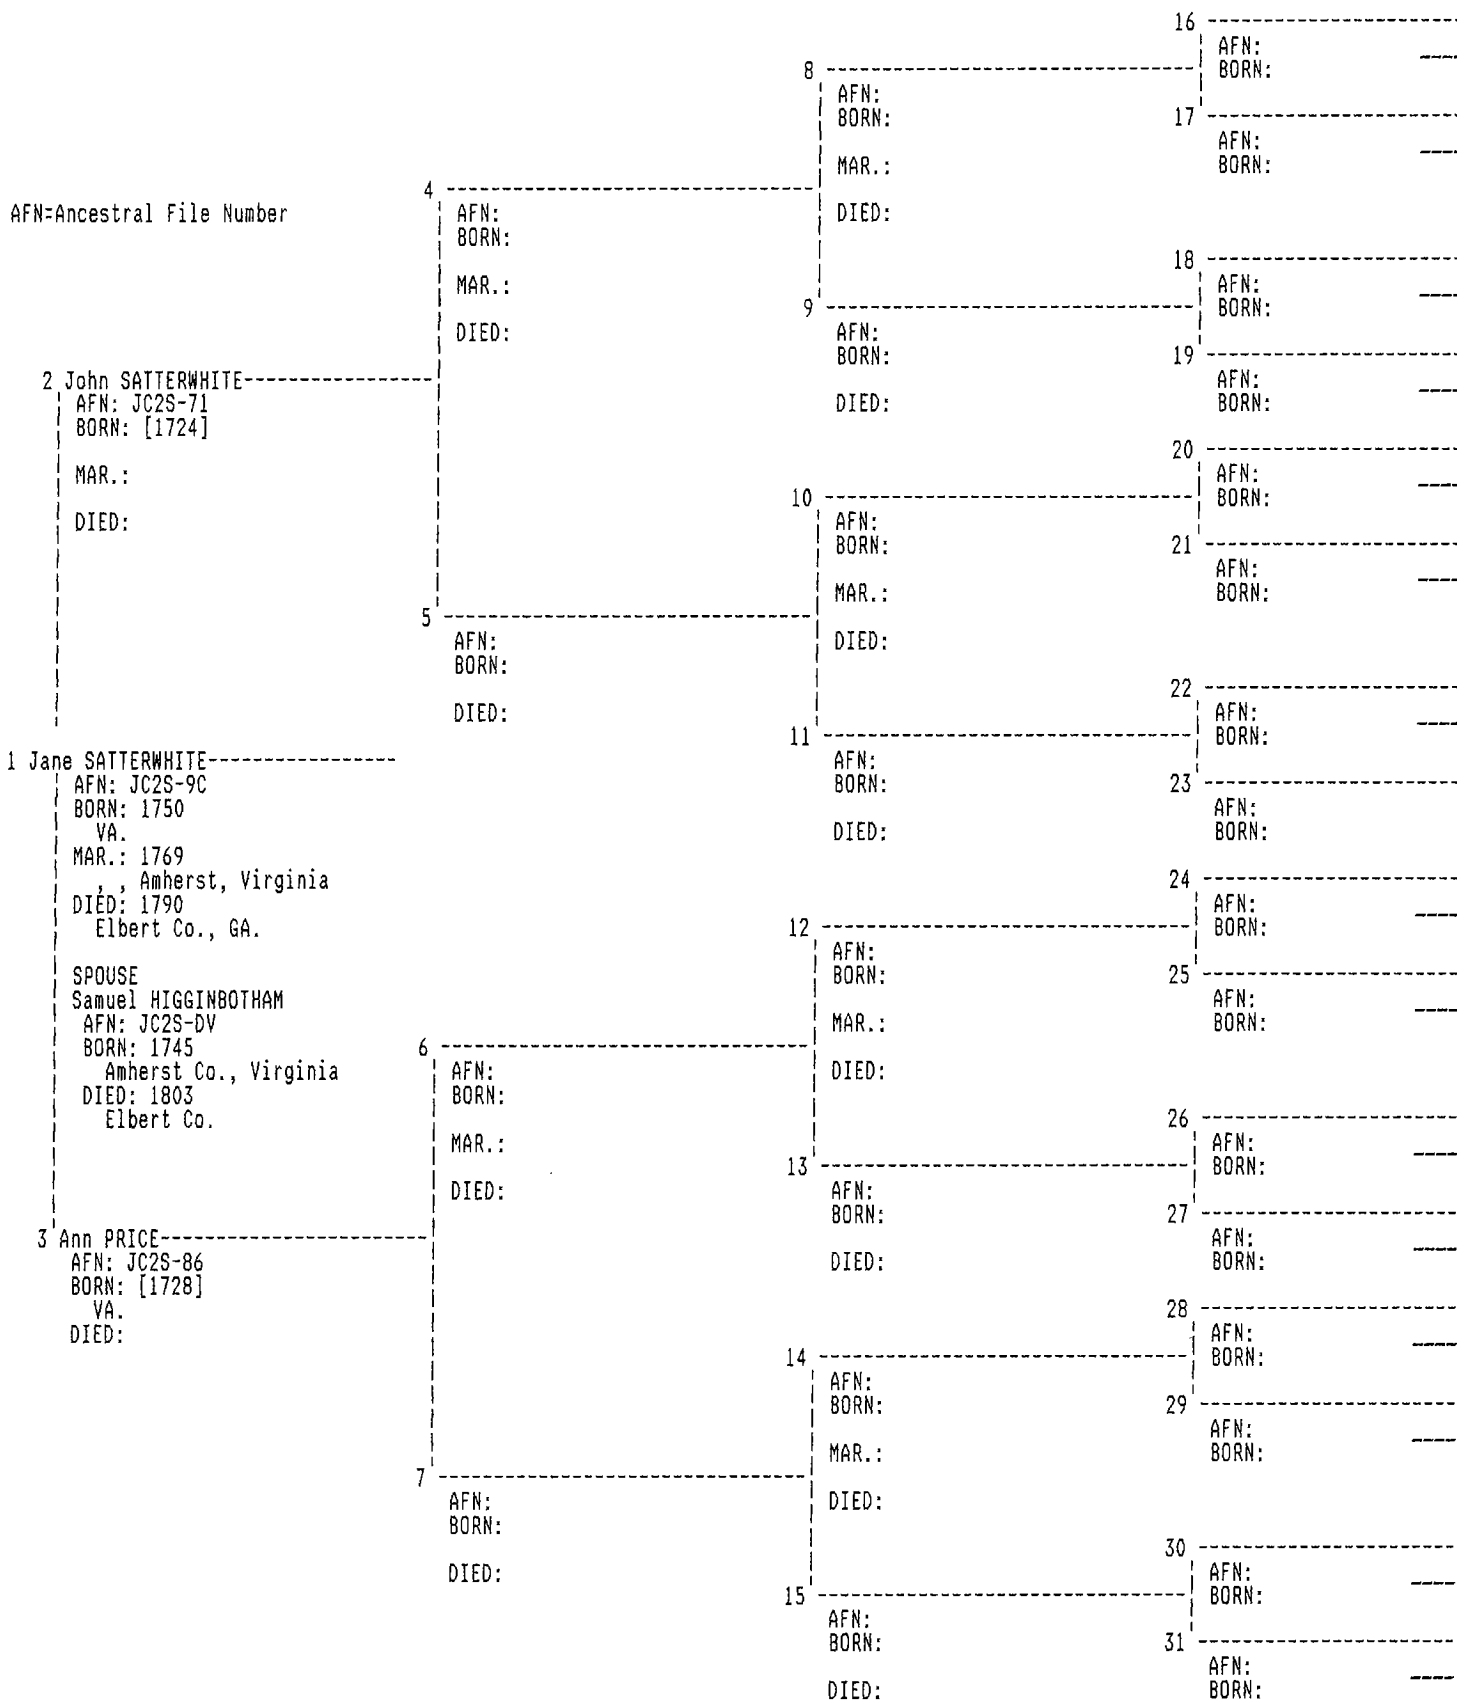 AFN=Ancestral File Number
2 John SATTERWHITE
AFN: JC2S-71
BORN: [1724]
MAR.:
DIED:
1 Jane SATTERWHITE
AFN: JC2S-9C
BORN: 1750
VA.
MAR.: 1769
, , Amherst, Virginia
DIED: 1790
Elbert Co., GA.
SPOUSE
Samuel HIGGINBOTHAM
AFN: JC2S-DV
BORN: 1745
Amherst Co., Virginia
DIED: 1803
Elbert Co.
3 Ann PRICE
AFN: JC2S-86
BORN: [1728]
VA.
DIED:
4
AFN:
BORN:
MAR.:
DIED:
5
AFN:
BORN:
DIED:
6
AFN:
BORN:
MAR.:
DIED:
7
AFN:
BORN:
DIED:
8
AFN:
BORN:
MAR.:
DIED:
9
AFN:
BORN:
DIED:
10
AFN:
BORN:
MAR.:
DIED:
11
AFN:
BORN:
DIED:
12
AFN:
BORN:
MAR.:
DIED:
13
AFN:
BORN:
DIED:
14
AFN:
BORN:
MAR.:
DIED:
15
AFN:
BORN:
DIED:
16
AFN:
BORN:
17
AFN:
BORN:
18
AFN:
BORN:
19
AFN:
BORN:
20
AFN:
BORN:
21
AFN:
BORN:
22
AFN:
BORN:
23
AFN:
BORN:
24
AFN:
BORN:
25
AFN:
BORN:
26
AFN:
BORN:
27
AFN:
BORN:
28
AFN:
BORN:
29
AFN:
BORN:
30
AFN:
BORN:
31
AFN:
BORN: